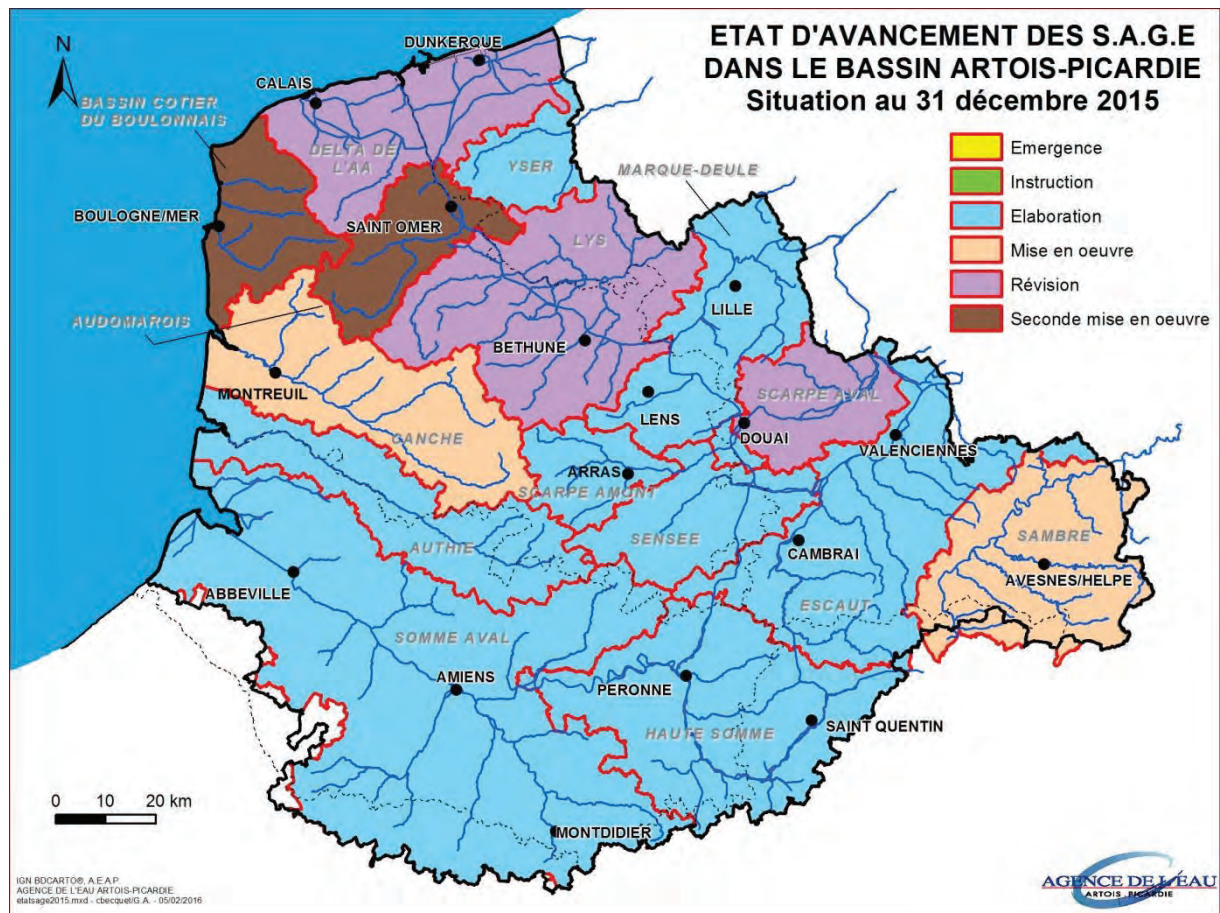 ETAT D'AVANCEMENT DES S.A.G.E
DANS LE BASSIN ARTOIS-PICARDIE
Situation au 31 décembre 2015
Emergence
Instruction
Elaboration
Mise en oeuvre
Révision
Seconde mise en oeuvre
N
DUNKERQUE
CALAIS
BASSIN COTIER
DU BOULONNAIS
DELTA DE
L'AA
YSER
MARQUE-DEULE
BOULOGNE/MER
SAINT OMER
LYS
LILLE
AUDOMAROIS
BETHUNE
MONTREUIL
SCARPE AVAL
LENS
CANCHE
DOUAI
VALENCIENNES
ARRAS
SCARPE AMONT
SENSEE
SAMBRE
AUTHIE
CAMBRAI
AVESNES/HELPE
ABBEVILLE
ESCAUT
SOMME AVAL
AMIENS
PERONNE
HAUTE SOMME
SAINT QUENTIN
0 10 20 km
MONTDIDIER
IGN BDCARTO®, A.E.A.P.
AGENCE DE L'EAU ARTOIS-PICARDIE
etatsage2015.mxd - cbecquet/G.A. - 05/02/2016
AGENCE DE L'EAU
ARTOIS PICARDIE